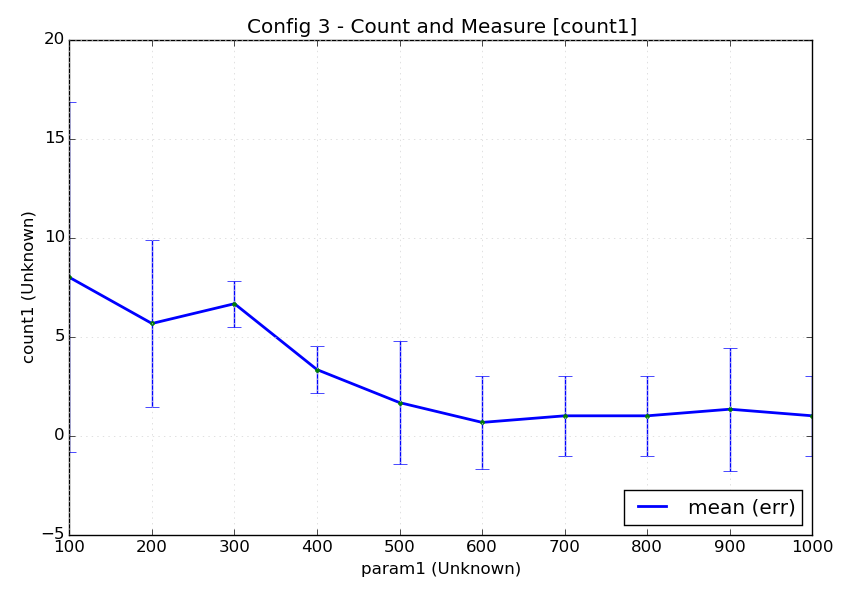 Config 3 - Count and Measure [count1]
20
15
10
5
0
−5
count1 (Unknown)
mean (err)
100 200 300 400 500 600 700 800 900 1000
param1 (Unknown)